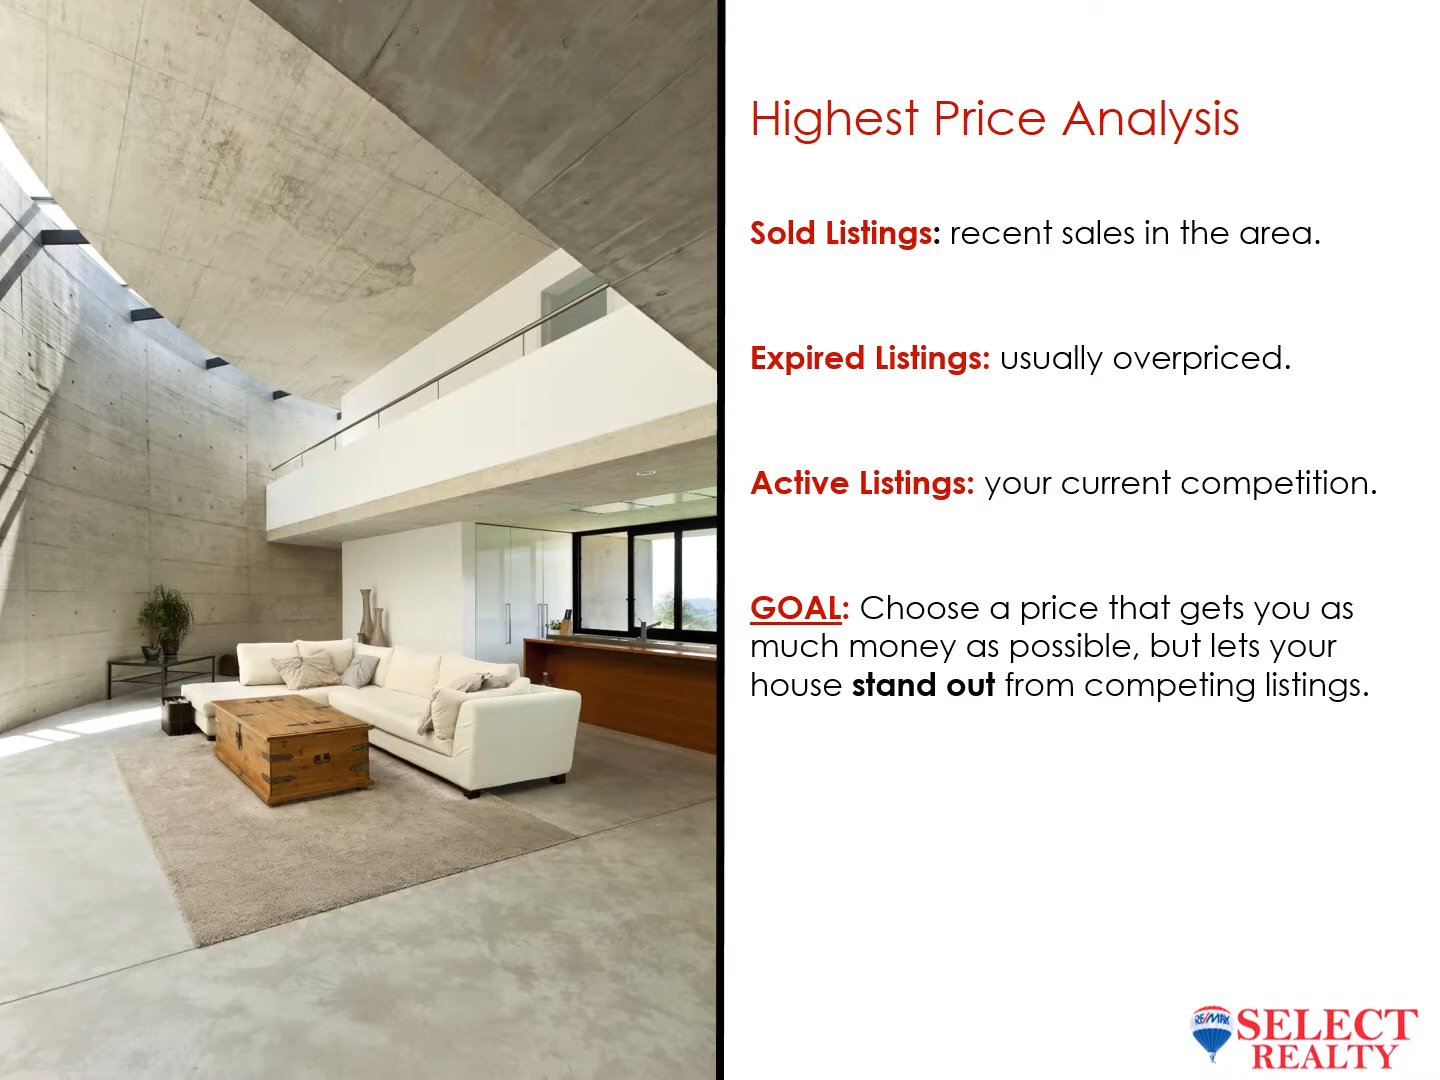 Highest Price Analysis
Sold Listings: recent sales in the area.
Expired Listings: usually overpriced.
Active Listings: your current competition.
GOAL: Choose a price that gets you as
much money as possible, but lets your
house stand out from competing listings.
RE/MAX
SELECT
REALTY